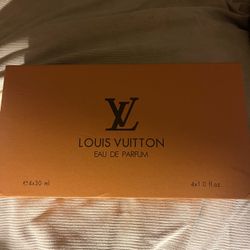 LV
LOUIS VUITTON
EAU DE PARFUM
℮4x30 ml
4x1.0 fl.oz